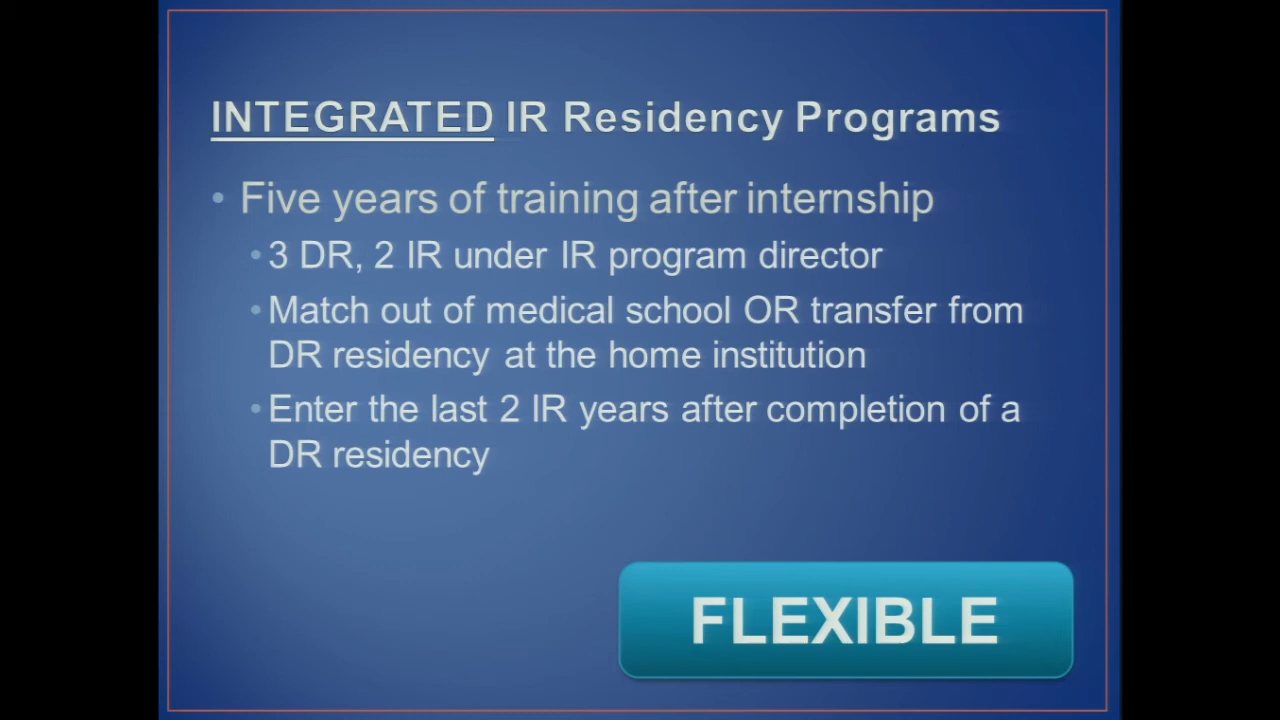 INTEGRATED IR Residency Programs
• Five years of training after internship
• 3 DR, 2 IR under IR program director
• Match out of medical school OR transfer from
DR residency at the home institution
• Enter the last 2 IR years after completion of a
DR residency
FLEXIBLE